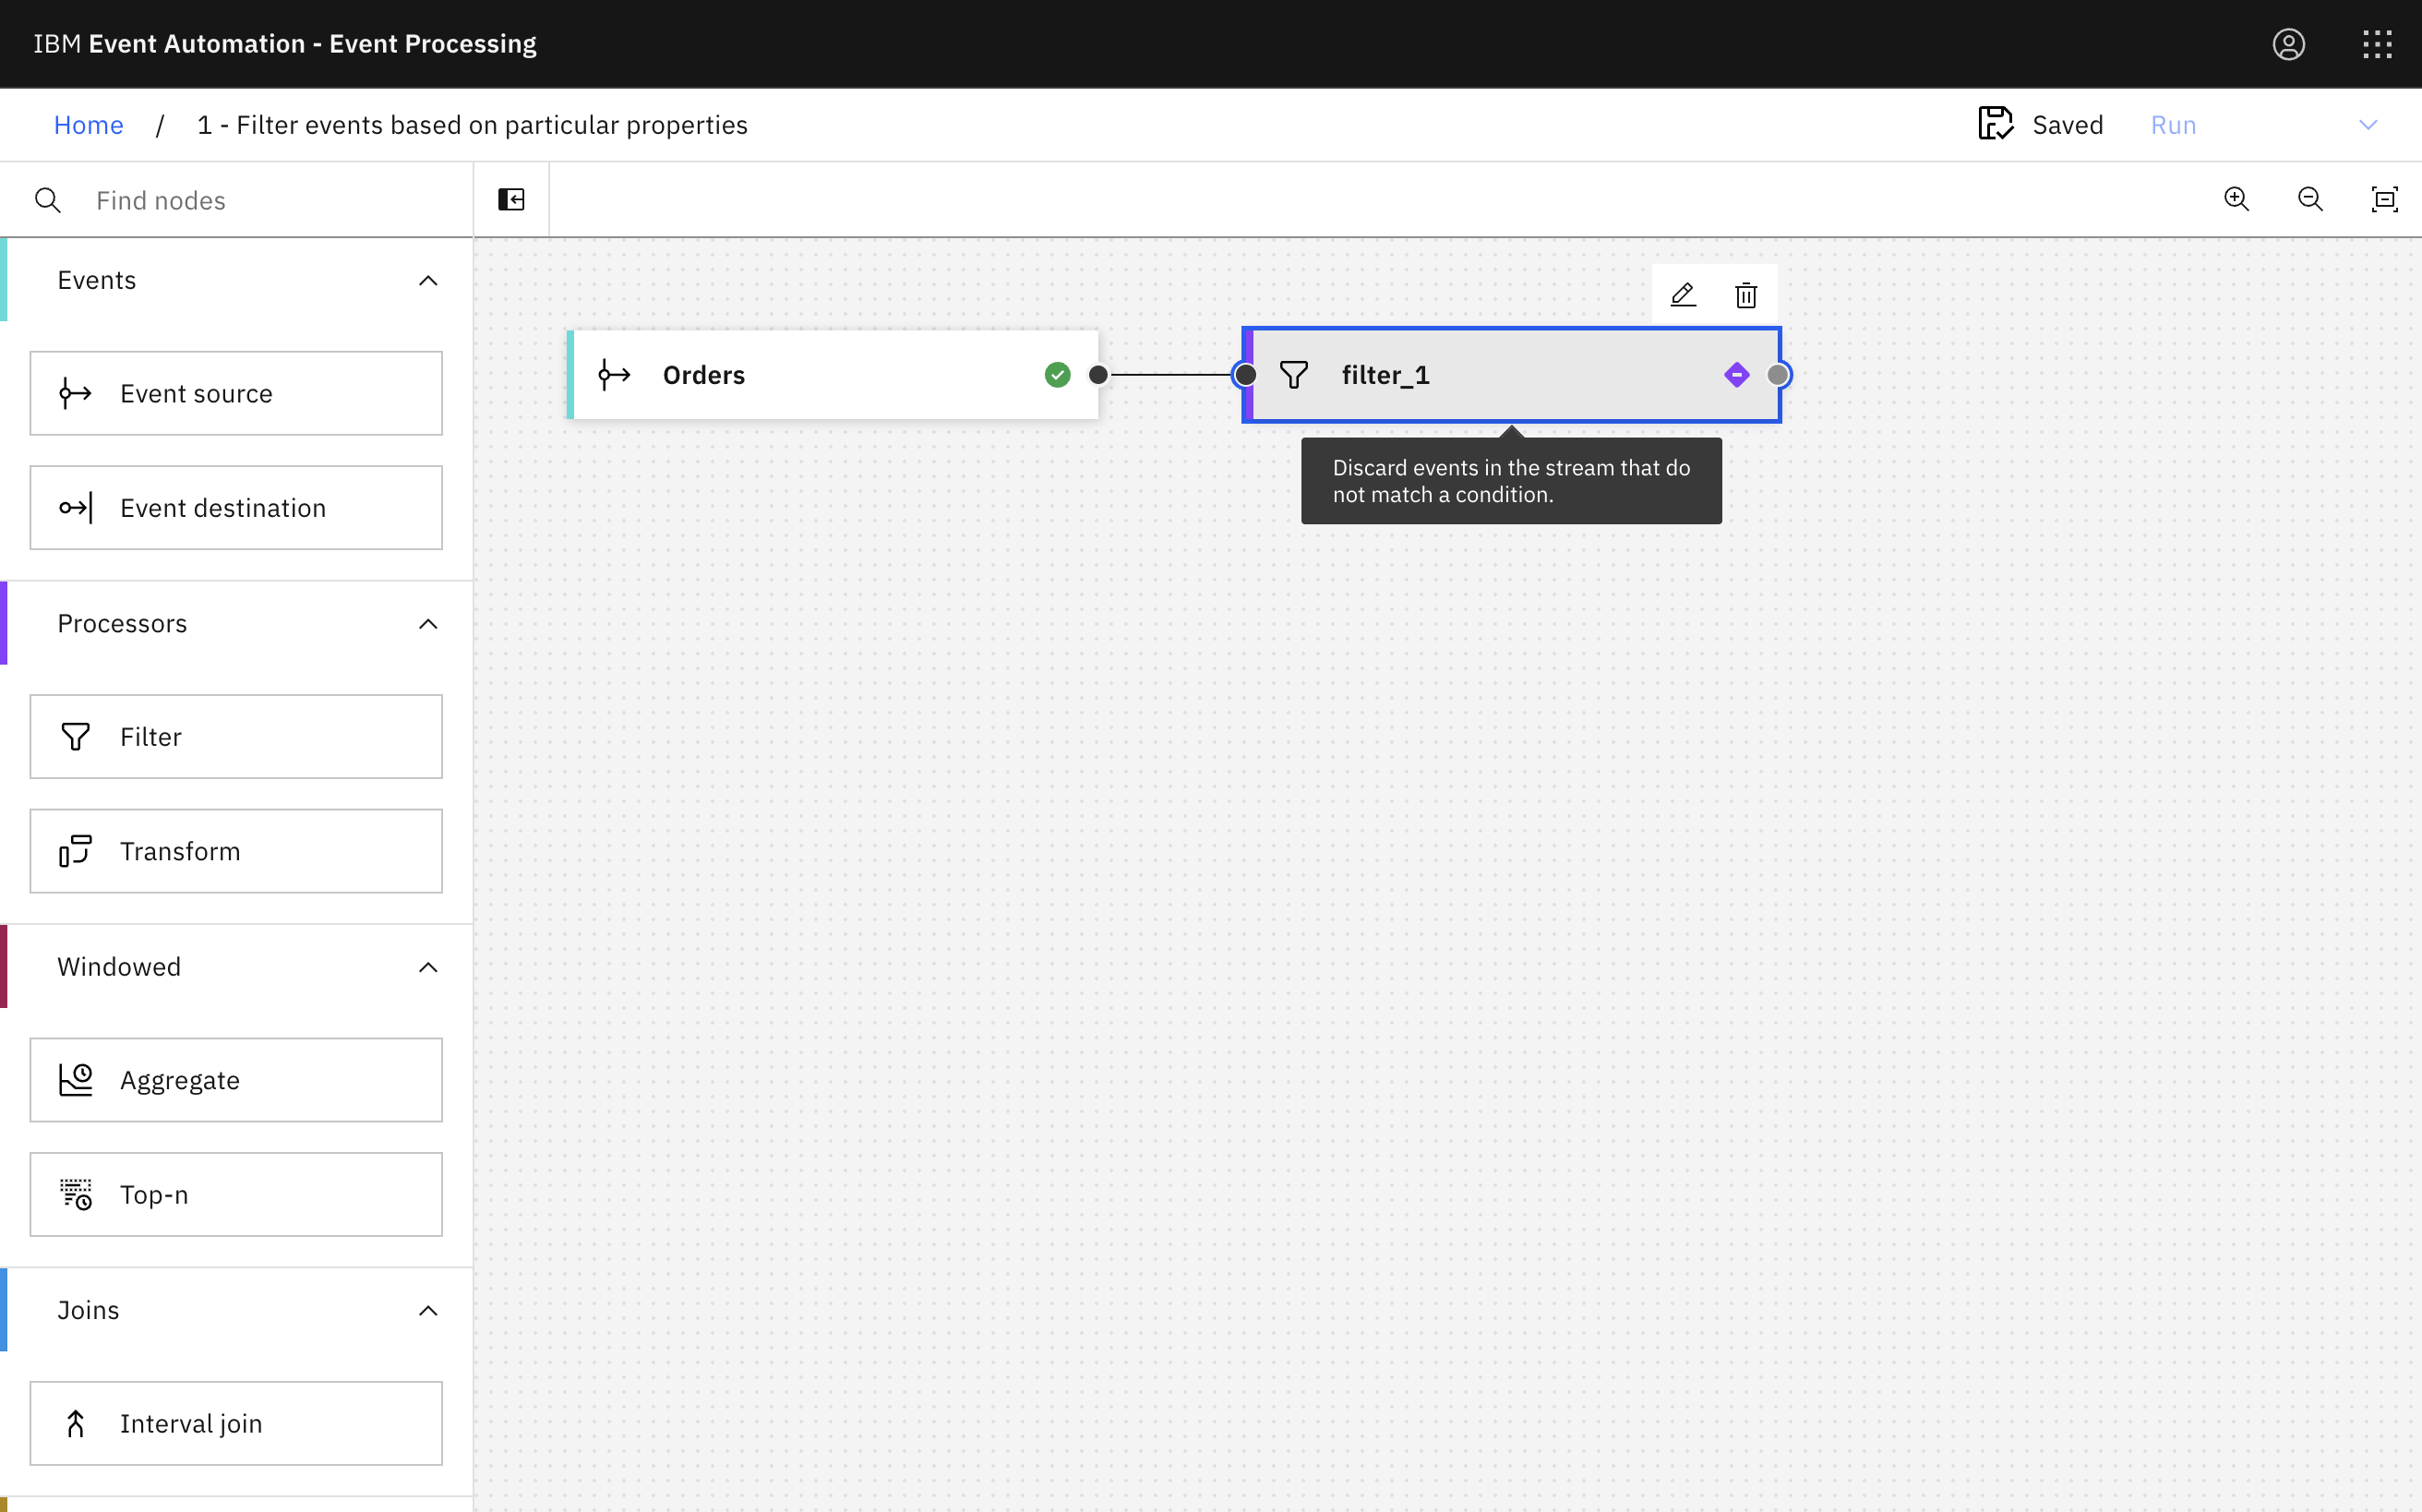 IBM Event Automation - Event Processing
Home / 1 - Filter events based on particular properties
Saved
Run
Find nodes
Events
Event source
Event destination
Processors
Filter
Transform
Windowed
Aggregate
Top-n
Joins
Interval join
Orders
filter_1
Discard events in the stream that do
not match a condition.